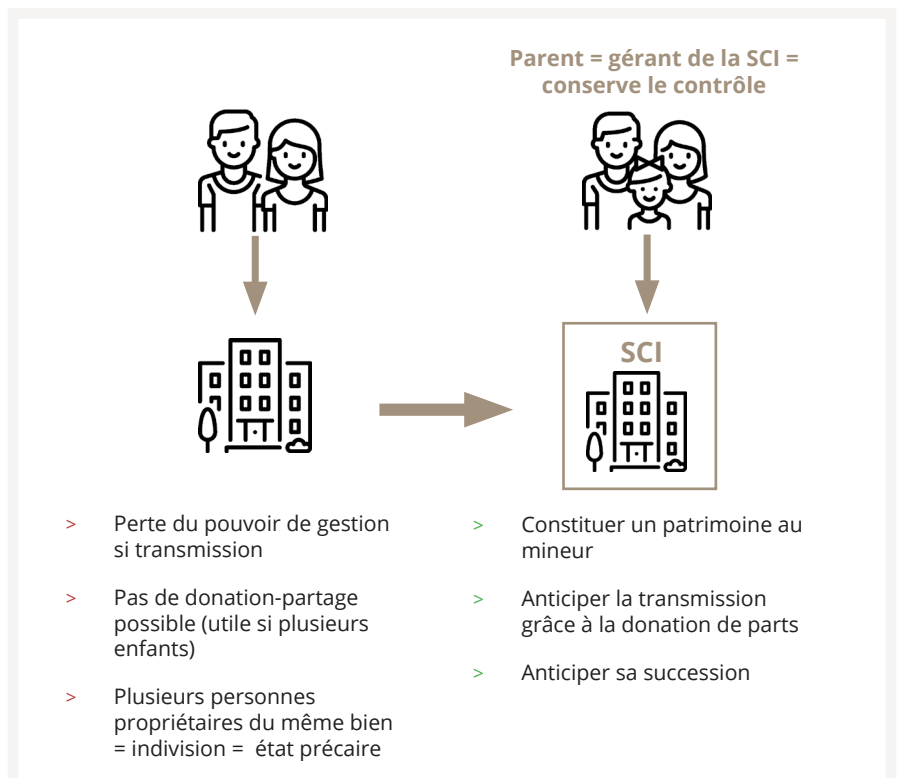 Parent = gérant de la SCI =
conserve le contrôle
SCI
> Perte du pouvoir de gestion
si transmission
> Pas de donation-partage
possible (utile si plusieurs
enfants)
> Plusieurs personnes
propriétaires du même bien
= indivision = état précaire
> Constituer un patrimoine au
mineur
> Anticiper la transmission
grâce à la donation de parts
> Anticiper sa succession